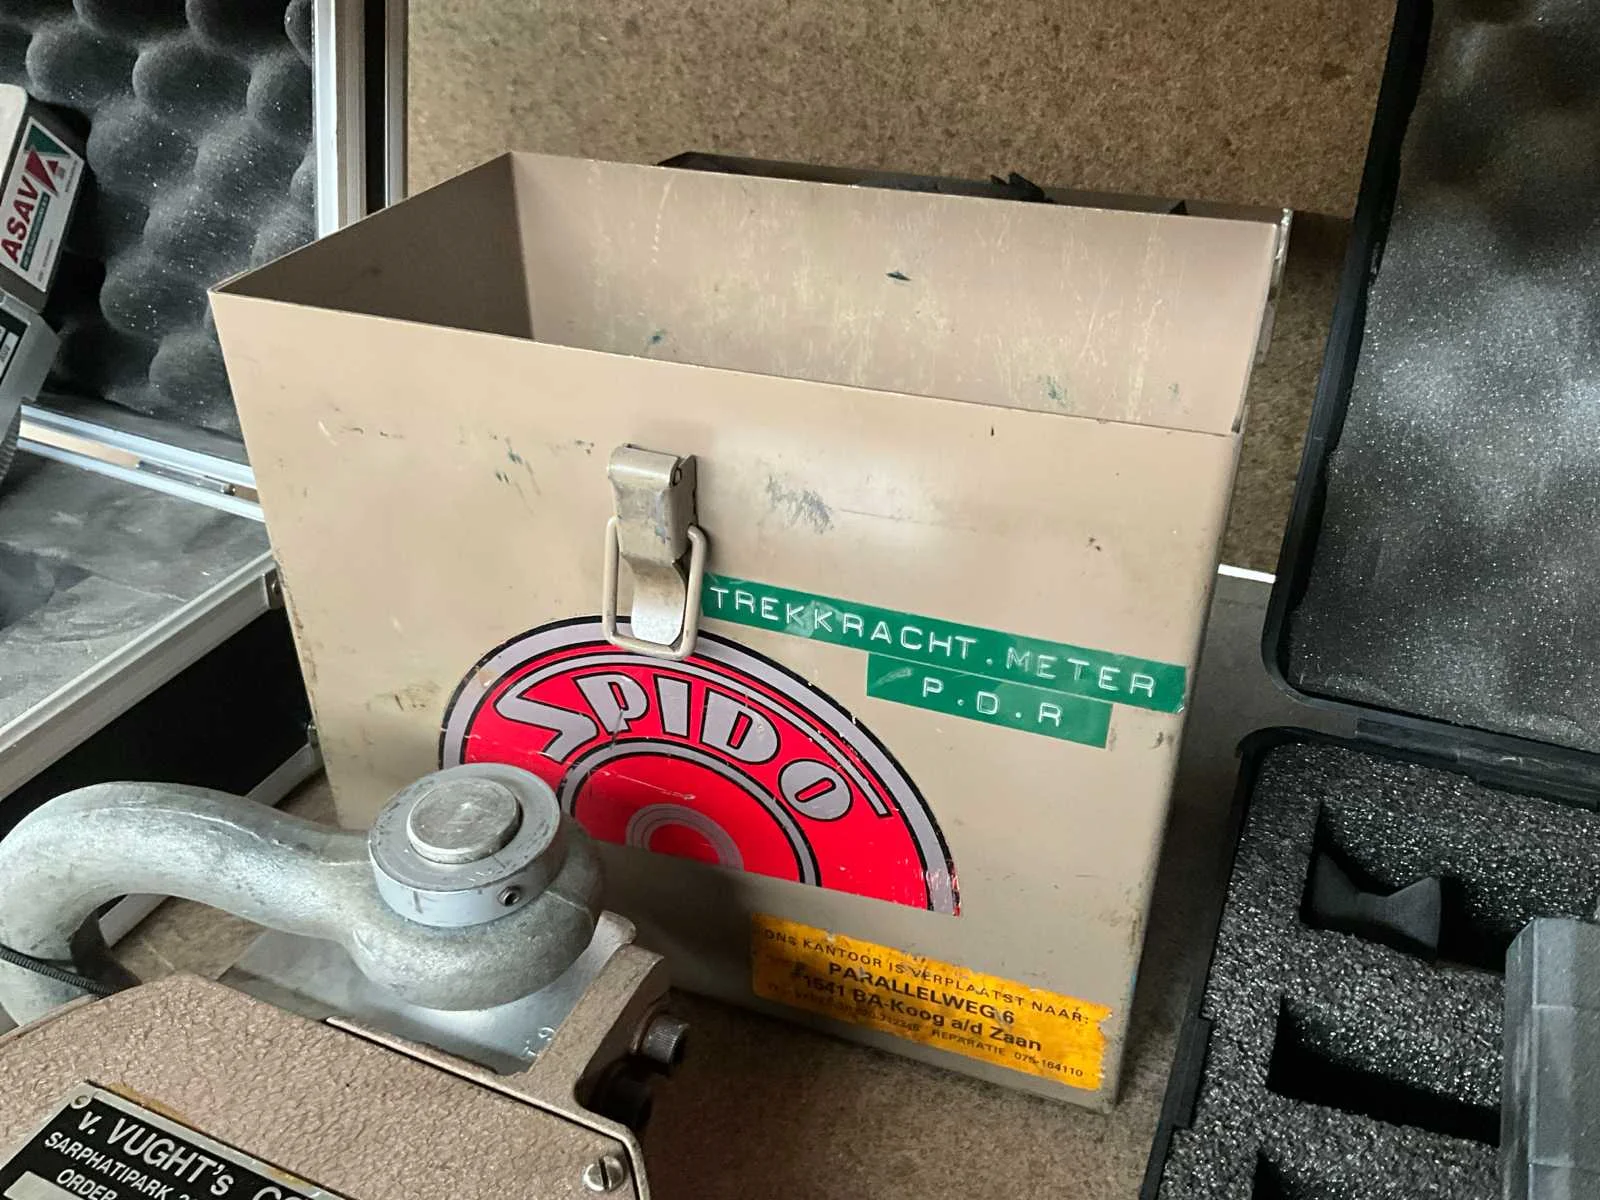 ASAV
TREKKRACHT.METER
P.D.R
SPIDO
ONS KANTOOR IS VERPLAATST NAAR:
PARALLELWEG 6
1541 BA-Koog a/d Zaan
REPARATIE 075-164110
V. VUGHT's
SARPHATIPARK
ORDER